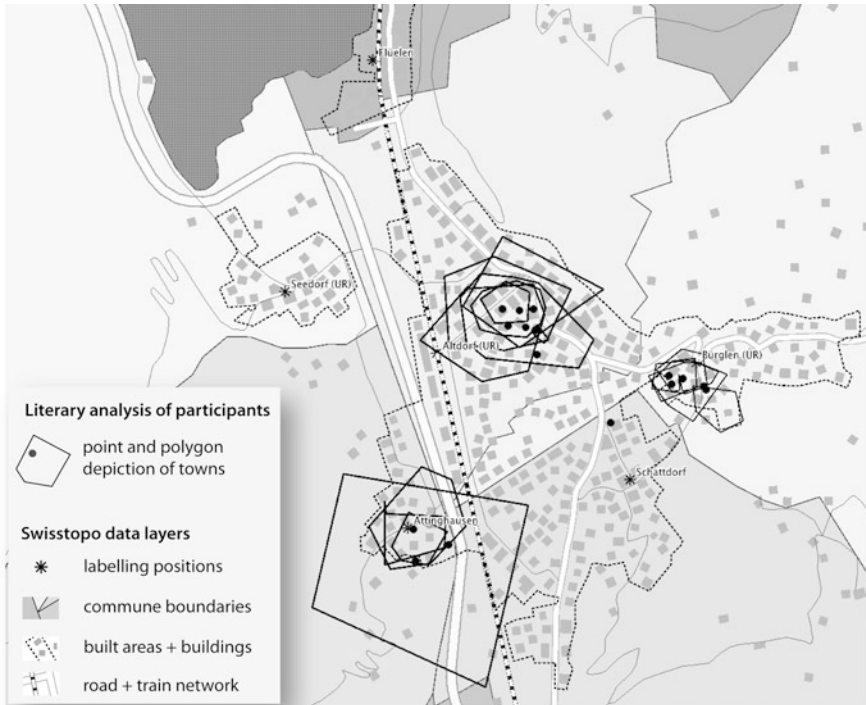 Flüelen
Seedorf (UR)
Altdorf (UR)
Bürglen (UR)
Schattdorf
Attinghausen
Literary analysis of participants
point and polygon
depiction of towns
Swisstopo data layers
labelling positions
commune boundaries
built areas + buildings
road + train network